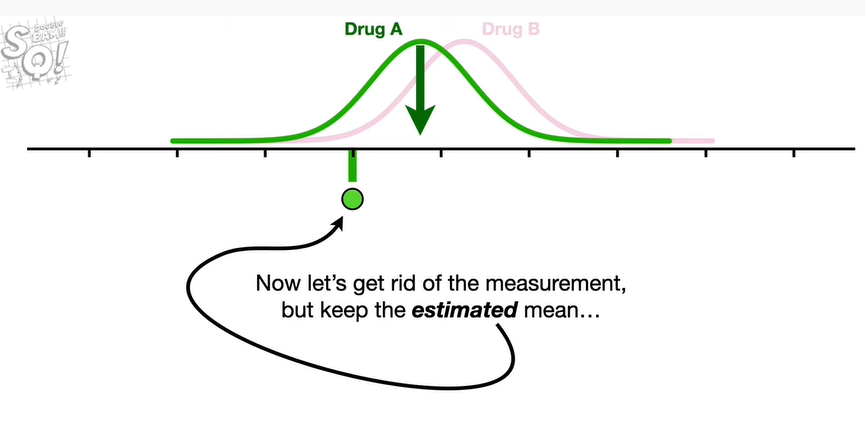 Drug A
Drug B
Now let's get rid of the measurement,
but keep the estimated mean…